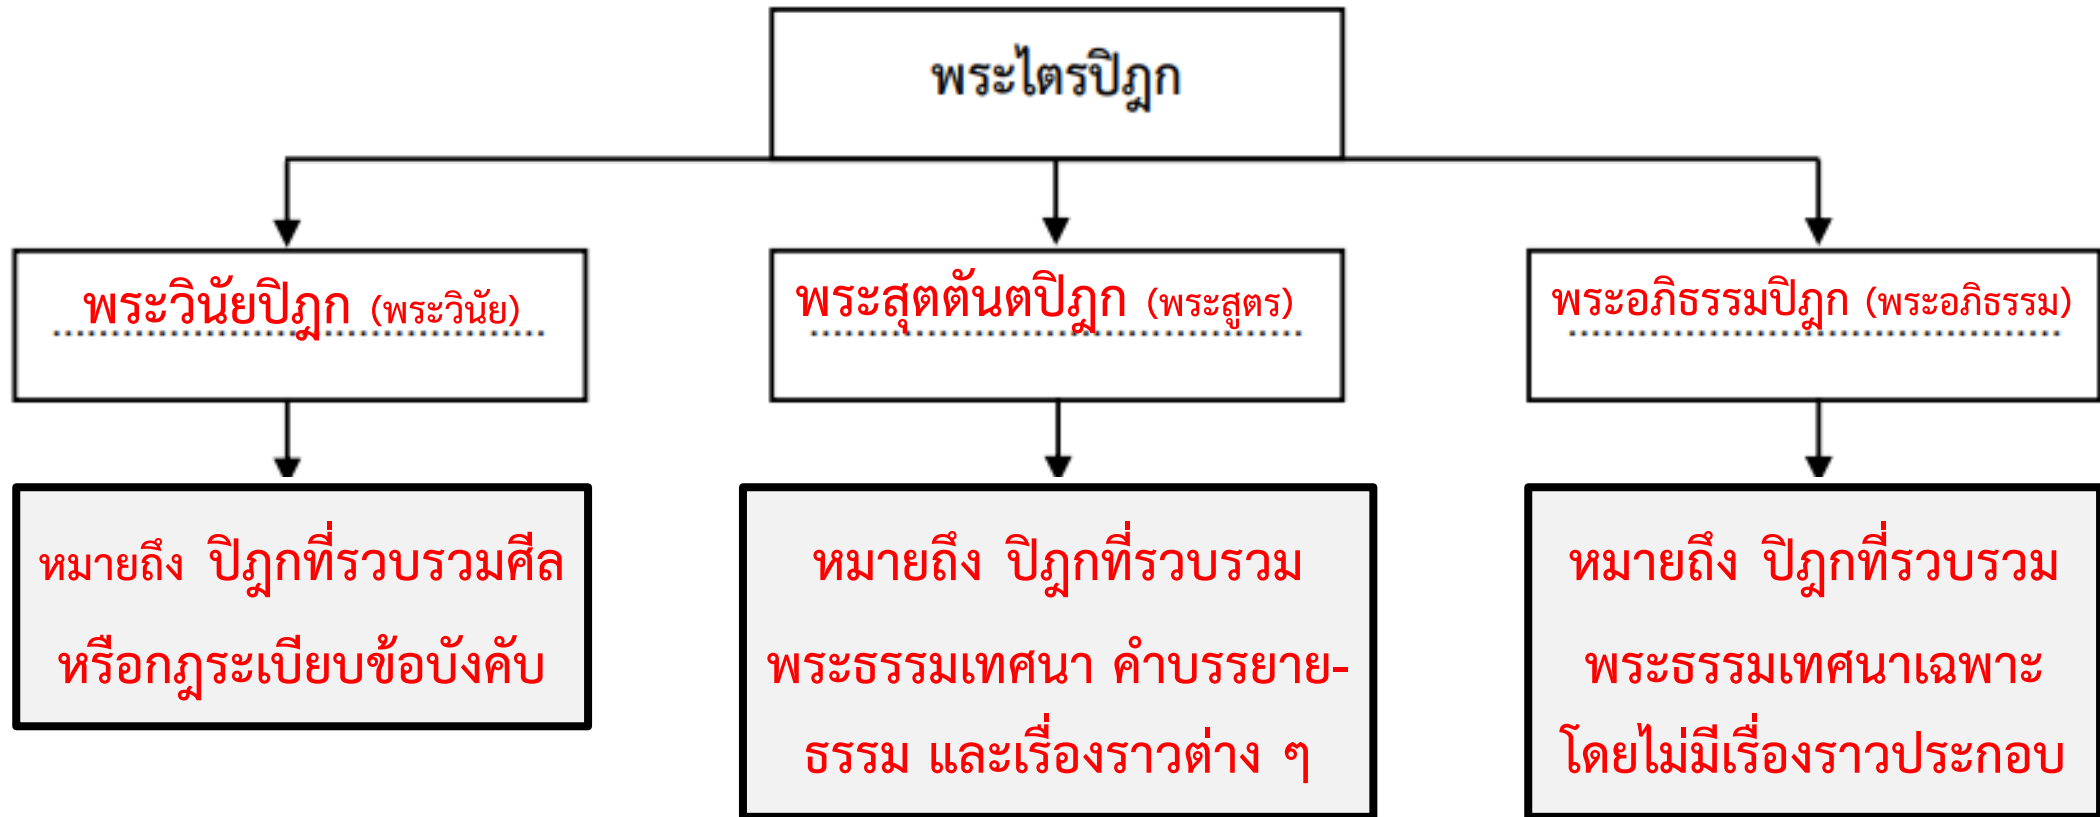 พระไตรปิฎก
พระวินัยปิฎก (พระวินัย)
พระสุตตันตปิฎก (พระสูตร)
พระอภิธรรมปิฎก (พระอภิธรรม)
หมายถึง ปิฎกที่รวบรวมศีล
หรือกฎระเบียบข้อบังคับ
หมายถึง ปิฎกที่รวบรวม
พระธรรมเทศนา คำบรรยาย-
ธรรม และเรื่องราวต่าง ๆ
หมายถึง ปิฎกที่รวบรวม
พระธรรมเทศนาเฉพาะ
โดยไม่มีเรื่องราวประกอบ